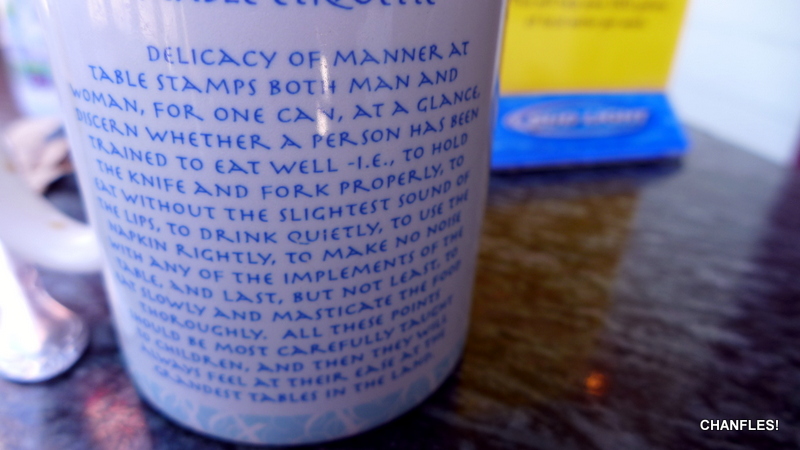 TABLE ETIQUETTE
DELICACY OF MANNER AT
TABLE STAMPS BOTH MAN AND
WOMAN, FOR ONE CAN, AT A GLANCE,
DISCERN WHETHER A PERSON HAS BEEN
TRAINED TO EAT WELL -I.E., TO HOLD
THE KNIFE AND FORK PROPERLY, TO
EAT WITHOUT THE SLIGHTEST SOUND OF
THE LIPS, TO DRINK QUIETLY, TO USE THE
NAPKIN RIGHTLY, TO MAKE NO NOISE
WITH ANY OF THE IMPLEMENTS OF THE
TABLE, AND LAST, BUT NOT LEAST, TO
EAT SLOWLY AND MASTICATE THE FOOD
THOROUGHLY. ALL THESE POINTS
SHOULD BE MOST CAREFULLY TAUGHT
TO CHILDREN, AND THEN THEY WILL
ALWAYS FEEL AT THEIR EASE AT THE
GRANDEST TABLES IN THE LAND.
CHANFLES!